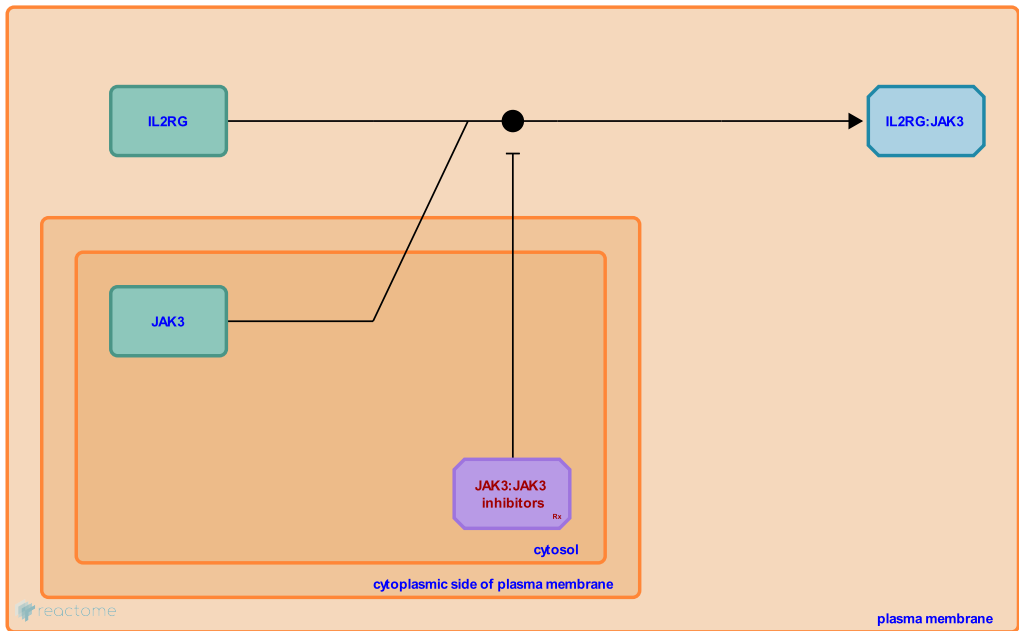 IL2RG
IL2RG:JAK3
JAK3
JAK3:JAK3
inhibitors
Rx
cytosol
cytoplasmic side of plasma membrane
reactome
plasma membrane